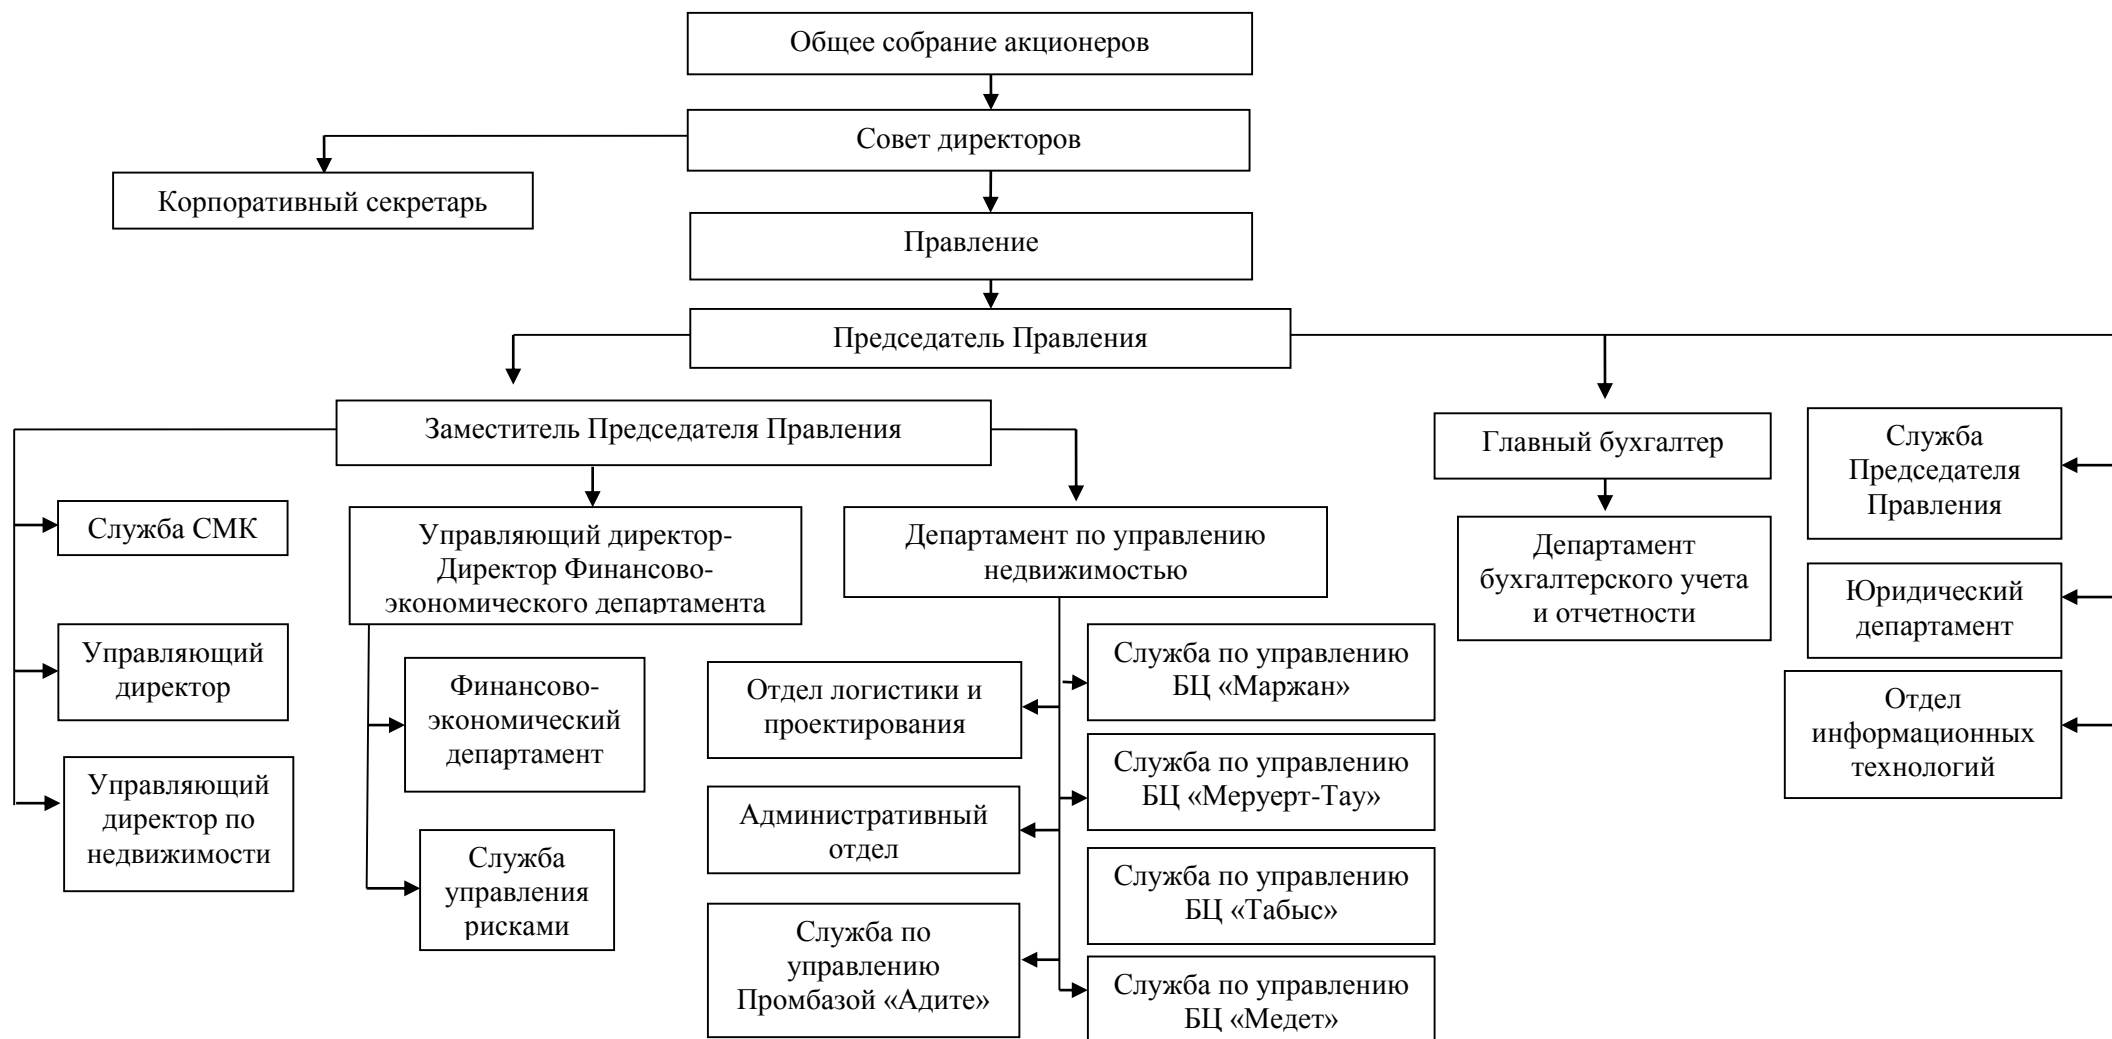 Общее собрание акционеров
Совет директоров
Корпоративный секретарь
Правление
Председатель Правления
Заместитель Председателя Правления
Главный бухгалтер
Служба
Председателя
Правления
Служба СМК
Управляющий директор-
Директор Финансово-
экономического департамента
Департамент по управлению
недвижимостью
Департамент
бухгалтерского учета
и отчетности
Юридический
департамент
Управляющий
директор
Финансово-
экономический
департамент
Отдел логистики и
проектирования
Служба по управлению
БЦ «Маржан»
Отдел
информационных
технологий
Управляющий
директор по
недвижимости
Служба
управления
рисками
Административный
отдел
Служба по управлению
БЦ «Меруерт-Тау»
Служба по управлению
БЦ «Табыс»
Служба по
управлению
Промбазой «Адите»
Служба по управлению
БЦ «Медет»